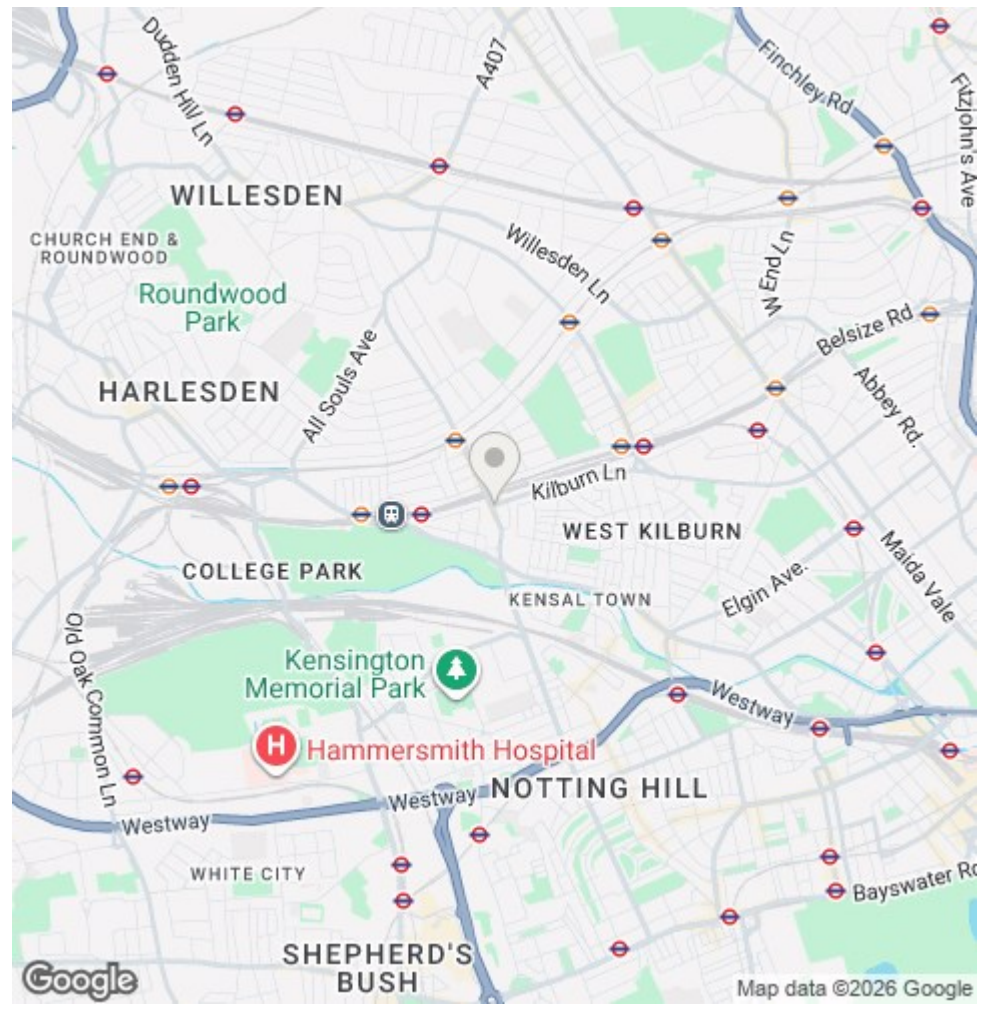 Dudden Hill Ln
A407
Finchley Rd
Fitzjohn's Ave
WILLESDEN
CHURCH END &
ROUNDWOOD
Willesden Ln
W End Ln
Roundwood
Park
Belsize Rd
All Souls Ave
HARLESDEN
Abbey Rd.
Kilburn Ln
WEST KILBURN
COLLEGE PARK
Maida Vale
Elgin Ave.
KENSAL TOWN
Old Oak Common Ln
Kensington
Memorial Park
Westway
H
Hammersmith Hospital
NOTTING HILL
Westway
Westway
WHITE CITY
Bayswater Rd
SHEPHERD'S
BUSH
Google
Map data ©2026 Google